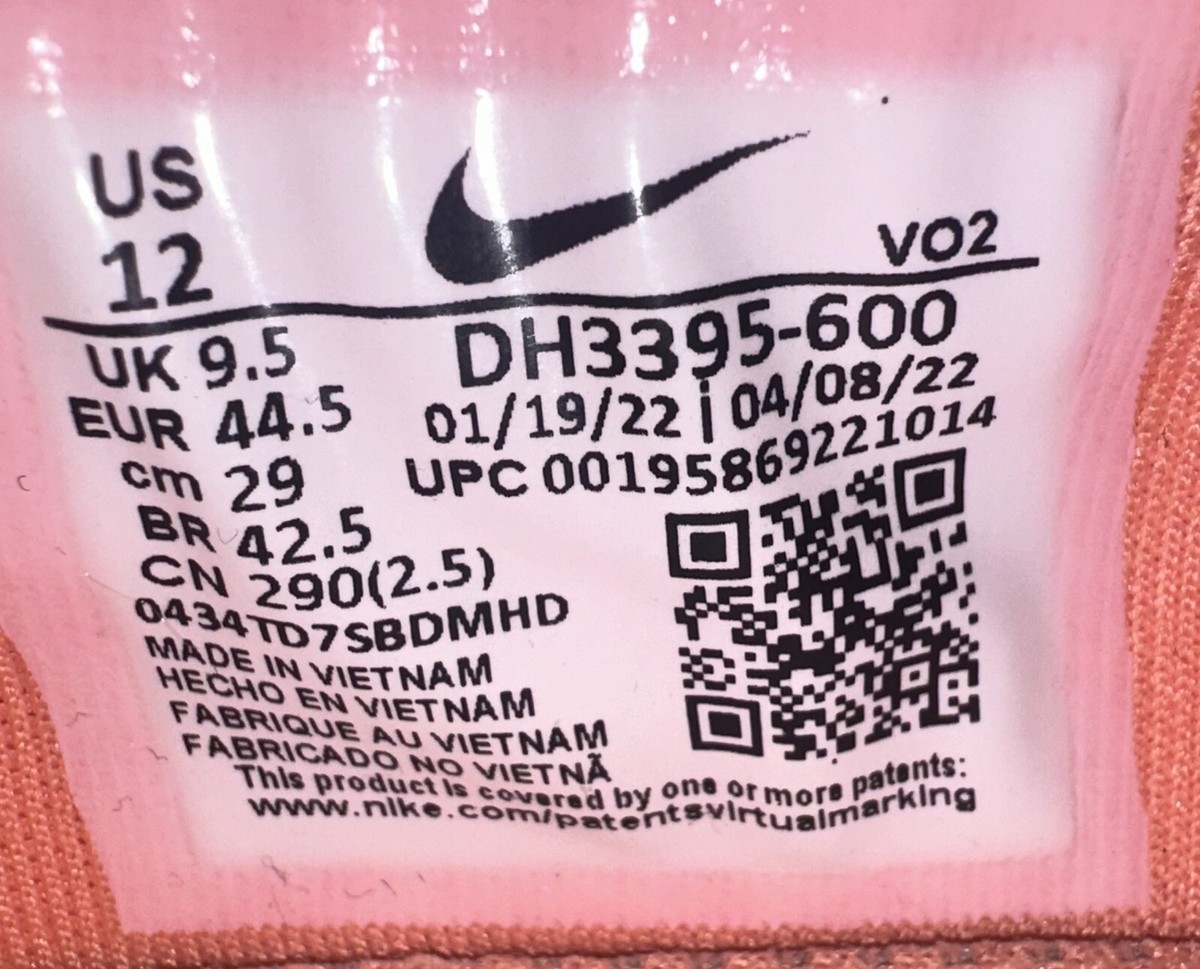 US
12
VO2
UK 9.5
DH3395-600
EUR 44.5
01/19/22 | 04/08/22
cm 29
UPC 00195869221014
BR 42.5
CN 290(2.5)
0434TD7SBDMHD
MADE IN VIETNAM
HECHO EN VIETNAM
FABRIQUE AU VIETNAM
FABRICADO NO VIETNÃ
This product is covered by one or more patents:
www.nike.com/patentsvirtualmarking